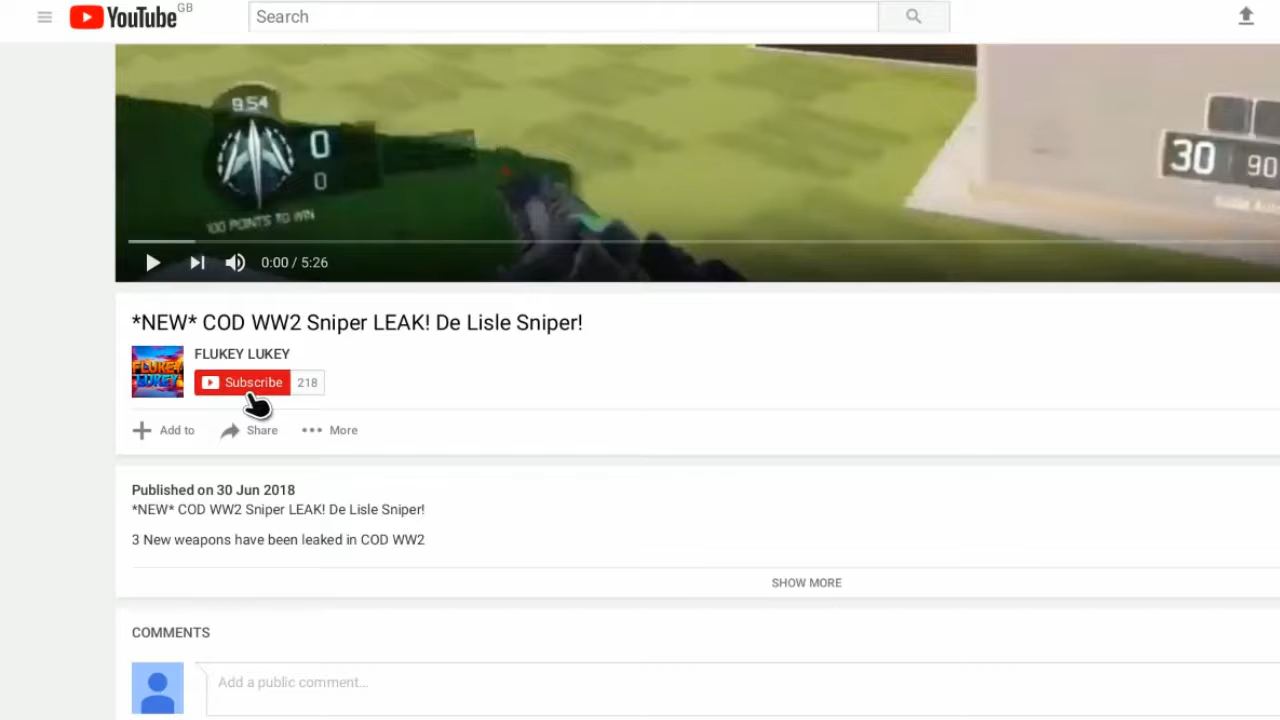 YouTube GB
Search
9.54
0
0
100 POINTS TO WIN
30 90
0:00 / 5:26
*NEW* COD WW2 Sniper LEAK! De Lisle Sniper!
FLUKEY LUKEY
FLUKEY LUKEY
Subscribe 218
Add to Share More
Published on 30 Jun 2018
*NEW* COD WW2 Sniper LEAK! De Lisle Sniper!
3 New weapons have been leaked in COD WW2
SHOW MORE
COMMENTS
Add a public comment...